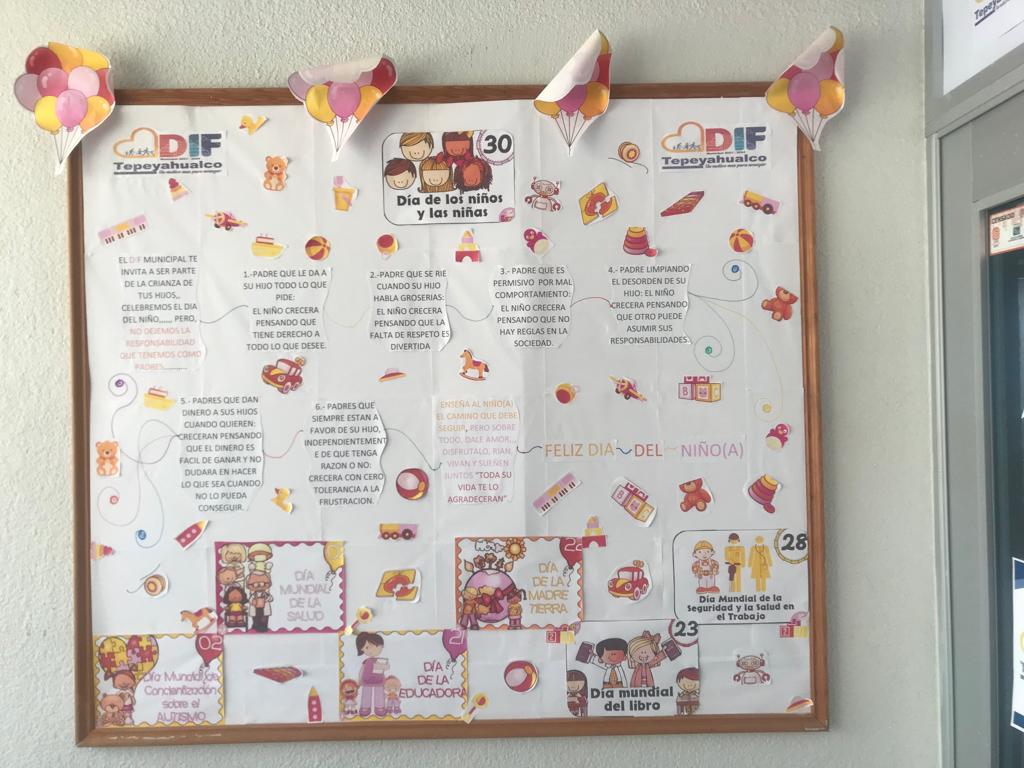 DIF
Tepeyahualco
30
Día de los niños
y las niñas
DIF
Tepeyahualco
EL DIF MUNICIPAL TE
INVITA A SER PARTE
DE LA CRIANZA DE
TUS HIJOS,,
CELEBREMOS EL DIA
DEL NIÑO,,,,,,, PERO,
NO DEJEMOS LA
RESPONSABILIDAD
QUE TENEMOS COMO
PADRES
1.-PADRE QUE LE DA A
SU HIJO TODO LO QUE
PIDE:
EL NIÑO CRECERA
PENSANDO QUE
TIENE DERECHO A
TODO LO QUE DESEE.
2.-PADRE QUE SE RIE
CUANDO SU HIJO
HABLA GROSERIAS:
EL NIÑO CRECERA
PENSANDO QUE LA
FALTA DE RESPETO ES
DIVERTIDA
3.- PADRE QUE ES
PERMISIVO POR MAL
COMPORTAMIENTO:
EL NIÑO CRECERA
PENSANDO QUE NO
HAY REGLAS EN LA
SOCIEDAD.
4.- PADRE LIMPIANDO
EL DESORDEN DE SU
HIJO: EL NIÑO
CRECERA PENSANDO
QUE OTRO PUEDE
ASUMIR SUS
RESPONSABILIDADES.
5.- PADRES QUE DAN
DINERO A SUS HIJOS
CUANDO QUIEREN:
CRECERAN PENSANDO
QUE EL DINERO ES
FACIL DE GANAR Y NO
DUDARA EN HACER
LO QUE SEA CUANDO
NO LO PUEDA
CONSEGUIR.
6.- PADRES QUE
SIEMPRE ESTAN A
FAVOR DE SU HIJO,
INDEPENDIENTEMENT
E DE QUE TENGA
RAZON O NO:
CRECERA CON CERO
TOLERANCIA A LA
FRUSTRACION.
ENSEÑA AL NIÑO(A)
EL CAMINO QUE DEBE
SEGUIR, PERO SOBRE
TODO, DALE AMOR,,,
DISFRUTALO, RIAN,
VIVAN Y SUEÑEN
JUNTOS "TODA SU
VIDA TE LO
AGRADECERAN".
FELIZ DIA DEL NIÑO(A)
DÍA
MUNDIAL
DE LA
SALUD
22
DÍA
DE LA
MADRE
TIERRA
28
Día Mundial de la
Seguridad y la Salud en
el Trabajo
02
Día Mundial de
Concientización
sobre el
AUTISMO
21
DÍA
DE LA
EDUCADORA
23
Día mundial
del libro